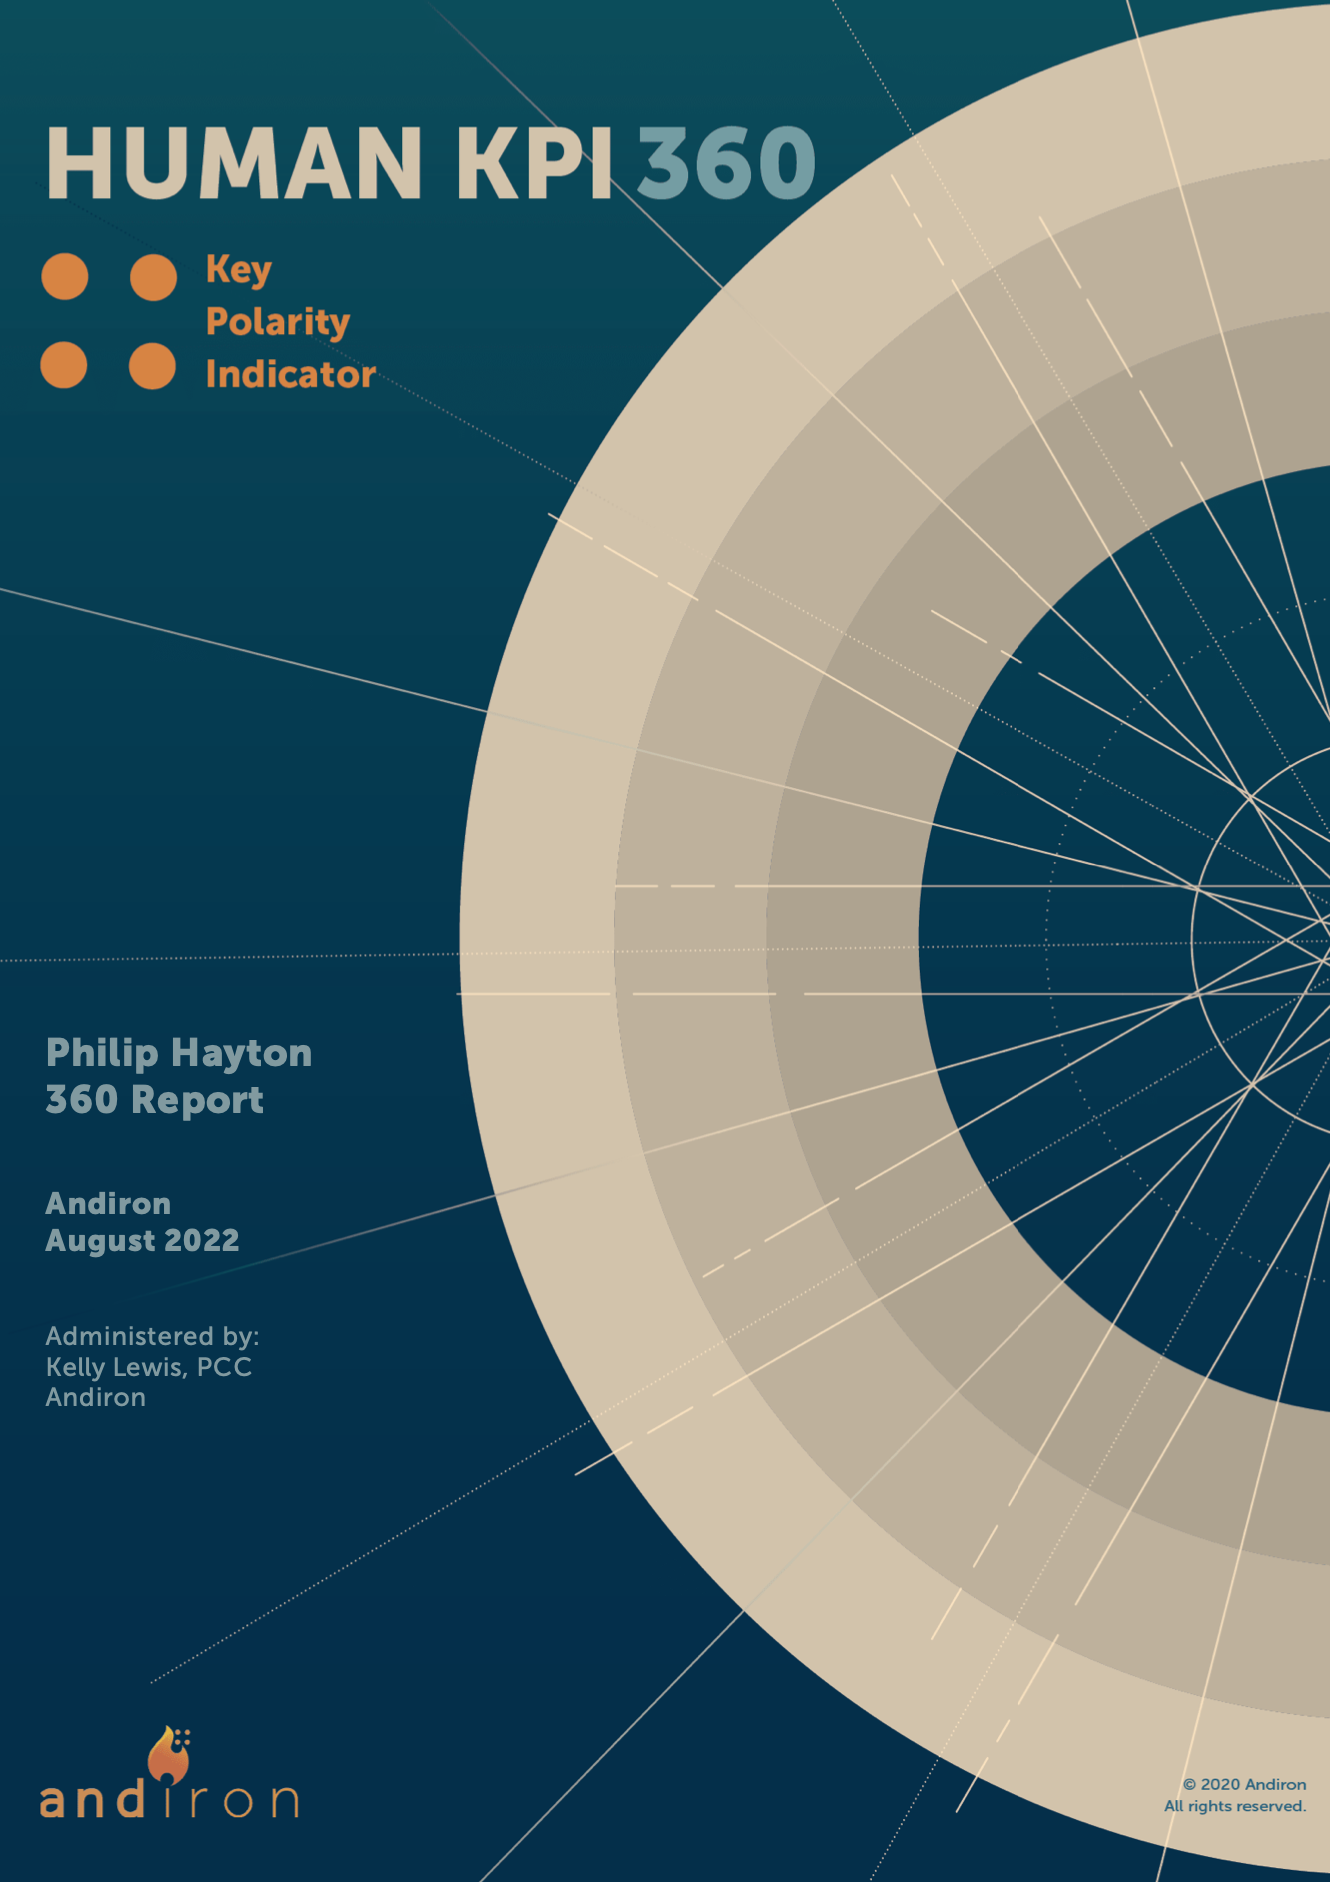 HUMAN KPI 360
Key
Polarity
Indicator
Philip Hayton
360 Report
Andiron
August 2022
Administered by:
Kelly Lewis, PCC
Andiron
andiron
© 2020 Andiron
All rights reserved.